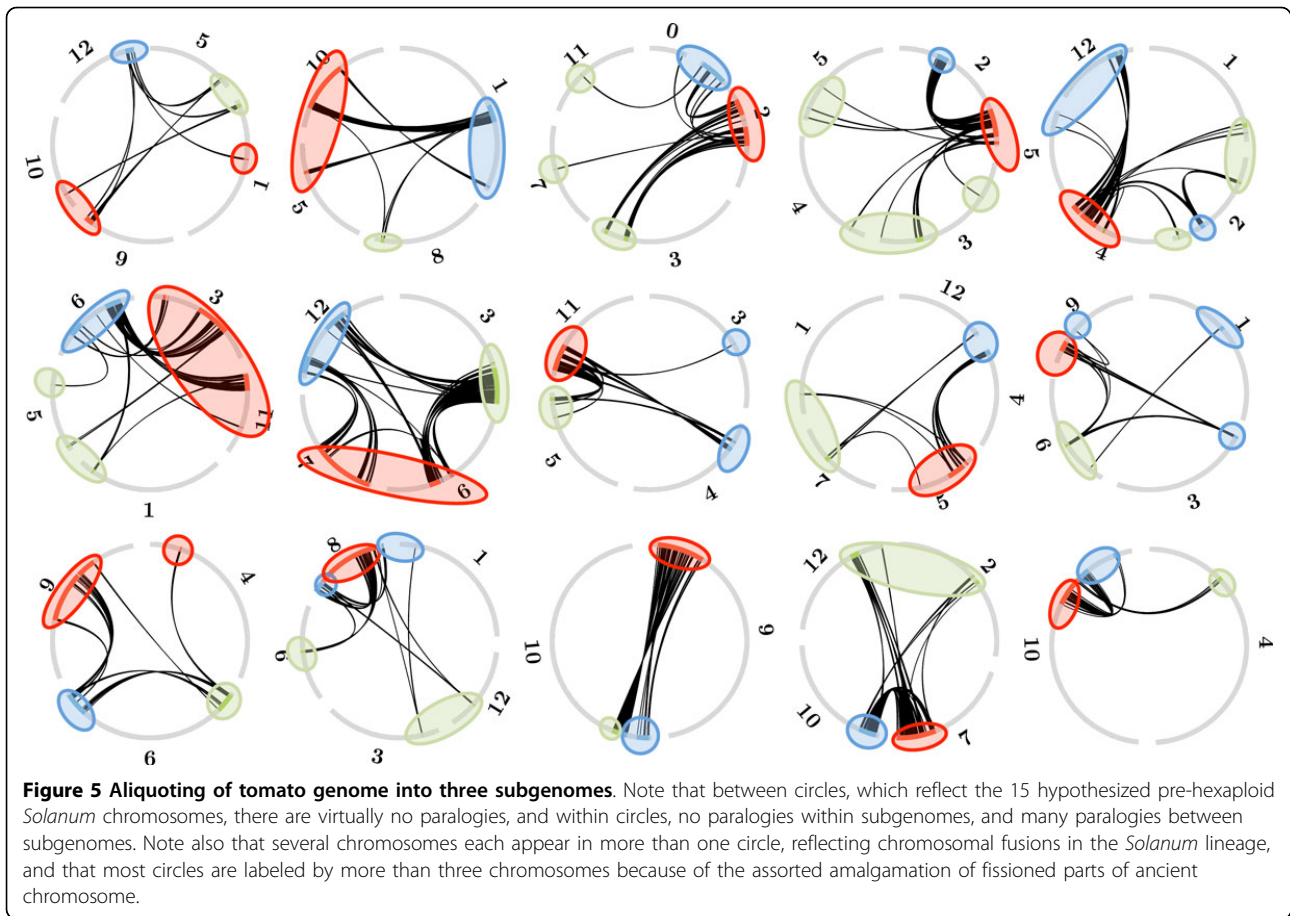 12 5 10 1 9
10 1 5 8
0 11 2 7 3
5 2 5 4 3
12 1 4 2
6 3 5 11 1
12 3 7 6
11 3 5 4
12 1 4 7 5
9 1 6 3
9 4 6
8 1 9 12 3
10 9
12 2 10 7
10 4
Figure 5 Aliquoting of tomato genome into three subgenomes. Note that between circles, which reflect the 15 hypothesized pre-hexaploid
Solanum chromosomes, there are virtually no paralogies, and within circles, no paralogies within subgenomes, and many paralogies between
subgenomes. Note also that several chromosomes each appear in more than one circle, reflecting chromosomal fusions in the Solanum lineage,
and that most circles are labeled by more than three chromosomes because of the assorted amalgamation of fissioned parts of ancient
chromosome.